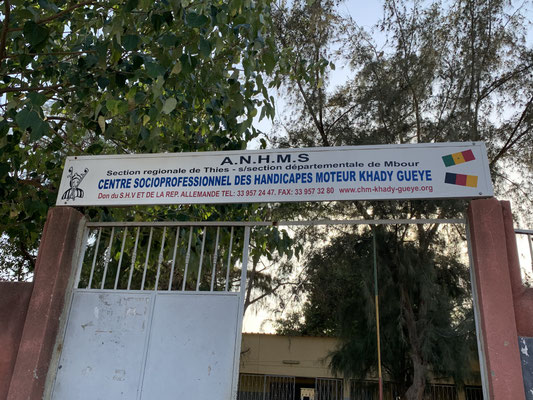 A.N.H.M.S
Section regionale de Thies - s/section départementale de Mbour
CENTRE SOCIOPROFESSIONNEL DES HANDICAPES MOTEUR KHADY GUEYE
Don du S.H.V ET DE LA REP. ALLEMANDE TEL: 33 957 24 47, FAX: 33 957 32 80 www.chm-khady-gueye.org